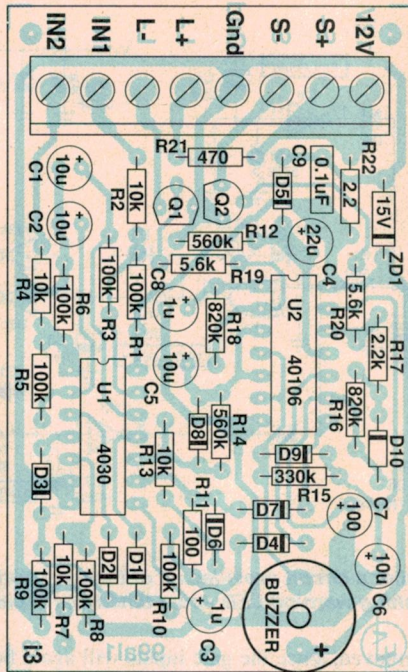 IN2
IN1
L-
L+
Gnd
S-
S+
12V
R21
470
C9
0.1uF
R22
2.2
15V
ZD1
C1
10u
C2
10u
R2
10k
Q1
Q2
D5
R12
560k
22u
C4
5.6k
R19
R4
10k
R6
100k
R3
100k
R1
100k
C8
1u
R18
820k
U2
40106
5.6k
R20
R17
2.2k
R5
100k
U1
4030
10u
C5
R16
820k
D10
R13
10k
D8
R14
560k
D9
330k
R15
D3
R11
100
D6
D7
D4
100
C7
10u
C6
R9
100k
R7
10k
R8
100k
D2
D1
R10
100k
C3
1u
BUZZER
+
i3
99al1